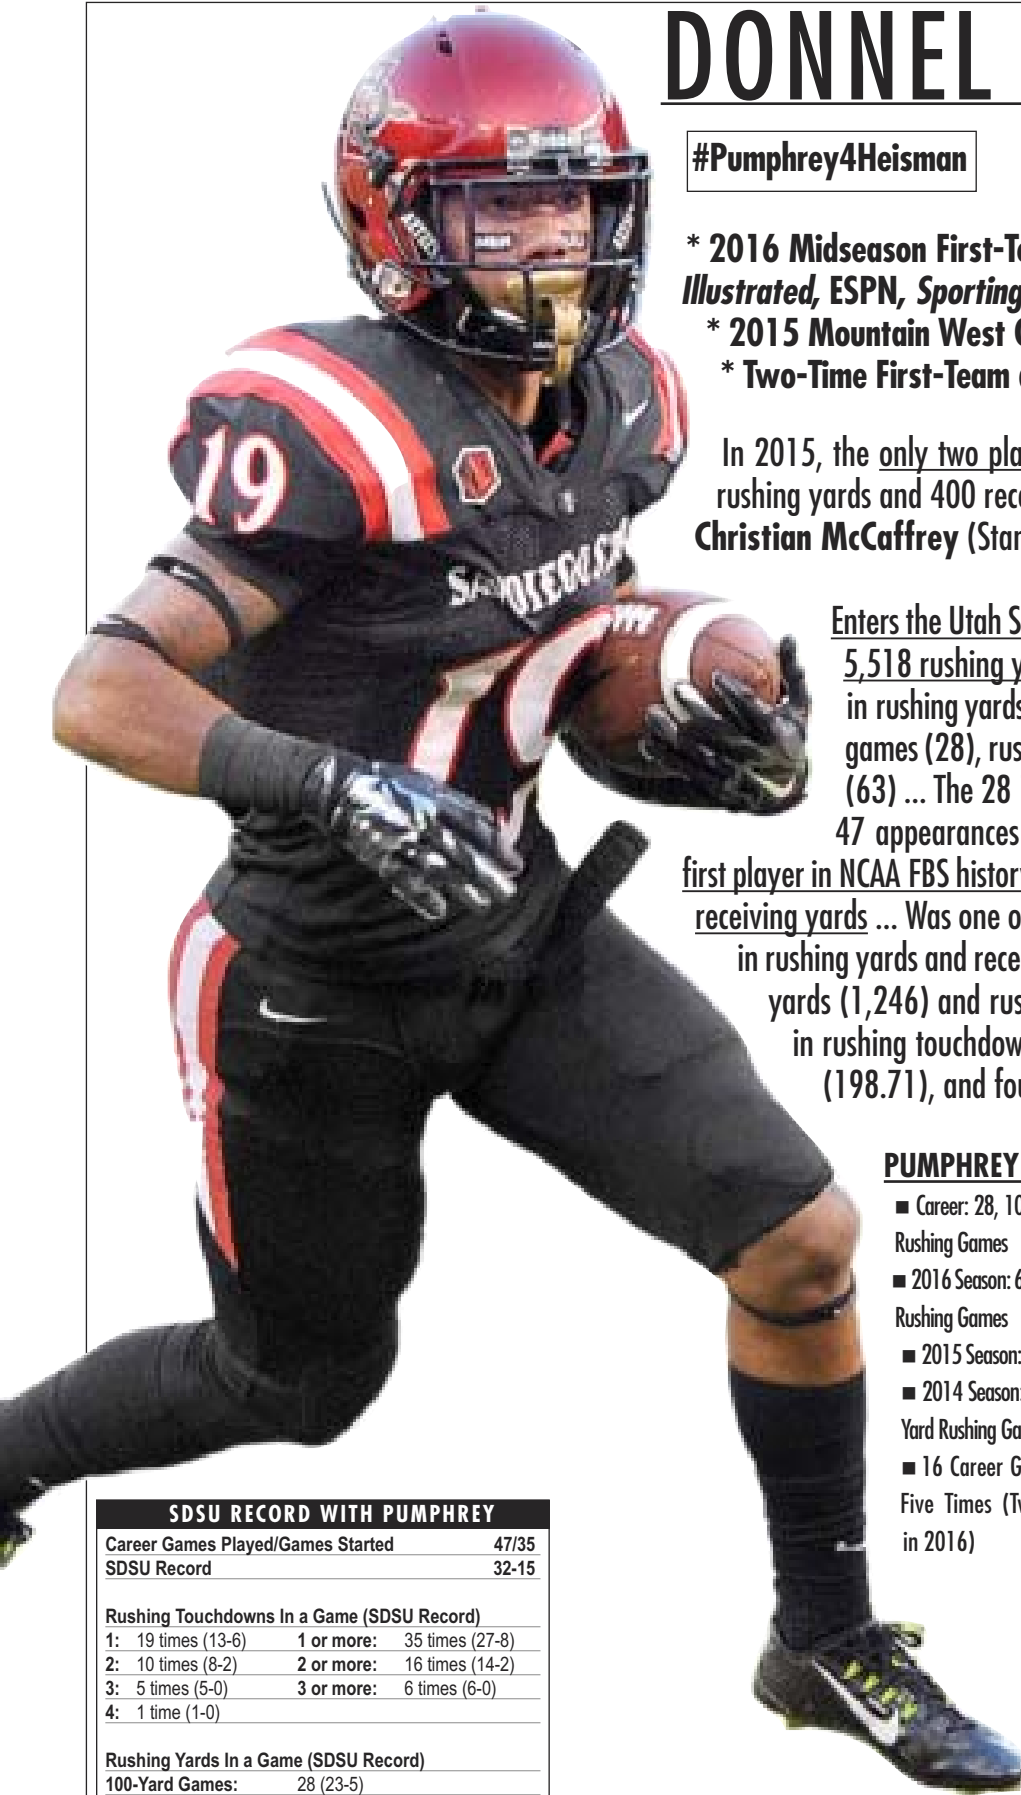 DONNEL
#Pumphrey4Heisman
* 2016 Midseason First-Te
Illustrated, ESPN, Sporting
* 2015 Mountain West
* Two-Time First-Team
In 2015, the only two pla
rushing yards and 400 rec
Christian McCaffrey (Stan
Enters the Utah S
5,518 rushing y
in rushing yards
games (28), rus
(63) ... The 28
47 appearances
first player in NCAA FBS history
receiving yards ... Was one o
in rushing yards and rece
yards (1,246) and rus
in rushing touchdow
(198.71), and fou
PUMPHREY
■ Career: 28, 10
Rushing Games
■ 2016 Season: 6
Rushing Games
■ 2015 Season:
■ 2014 Season:
Yard Rushing Ga
■ 16 Career G
Five Times (Tw
in 2016)
19
SAN DIEGO ST
19
SDSU RECORD WITH PUMPHREY
Career Games Played/Games Started 47/35
SDSU Record 32-15
Rushing Touchdowns In a Game (SDSU Record)
1: 19 times (13-6) 1 or more: 35 times (27-8)
2: 10 times (8-2) 2 or more: 16 times (14-2)
3: 5 times (5-0) 3 or more: 6 times (6-0)
4: 1 time (1-0)
Rushing Yards In a Game (SDSU Record)
100-Yard Games: 28 (23-5)